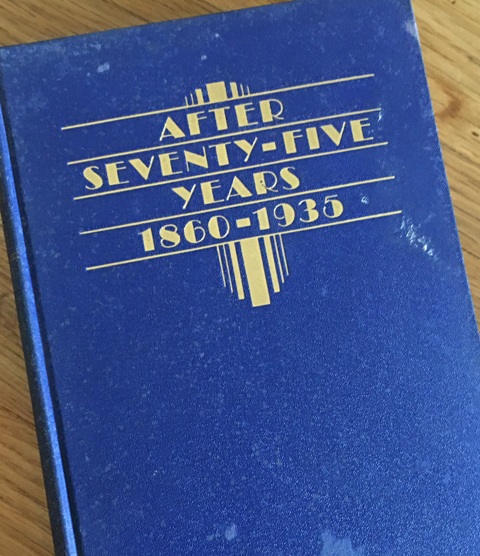 AFTER
SEVENTY-FIVE
YEARS
1860-1935